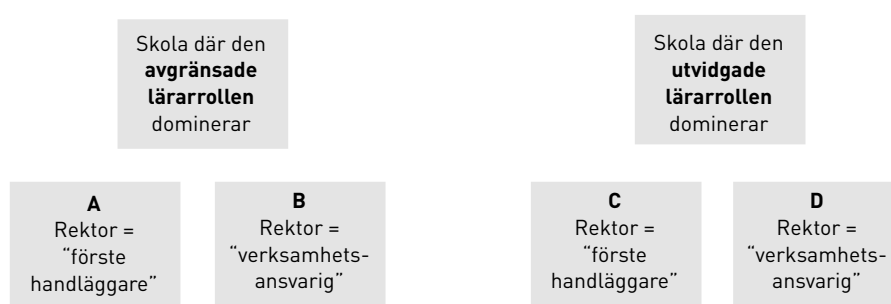 Skola där den
avgränsade
lärarrollen
dominerar
Skola där den
utvidgade
lärarrollen
dominerar
A
Rektor =
“förste
handläggare”
B
Rektor =
“verksamhets-
ansvarig”
C
Rektor =
“förste
handläggare”
D
Rektor =
“verksamhets-
ansvarig”